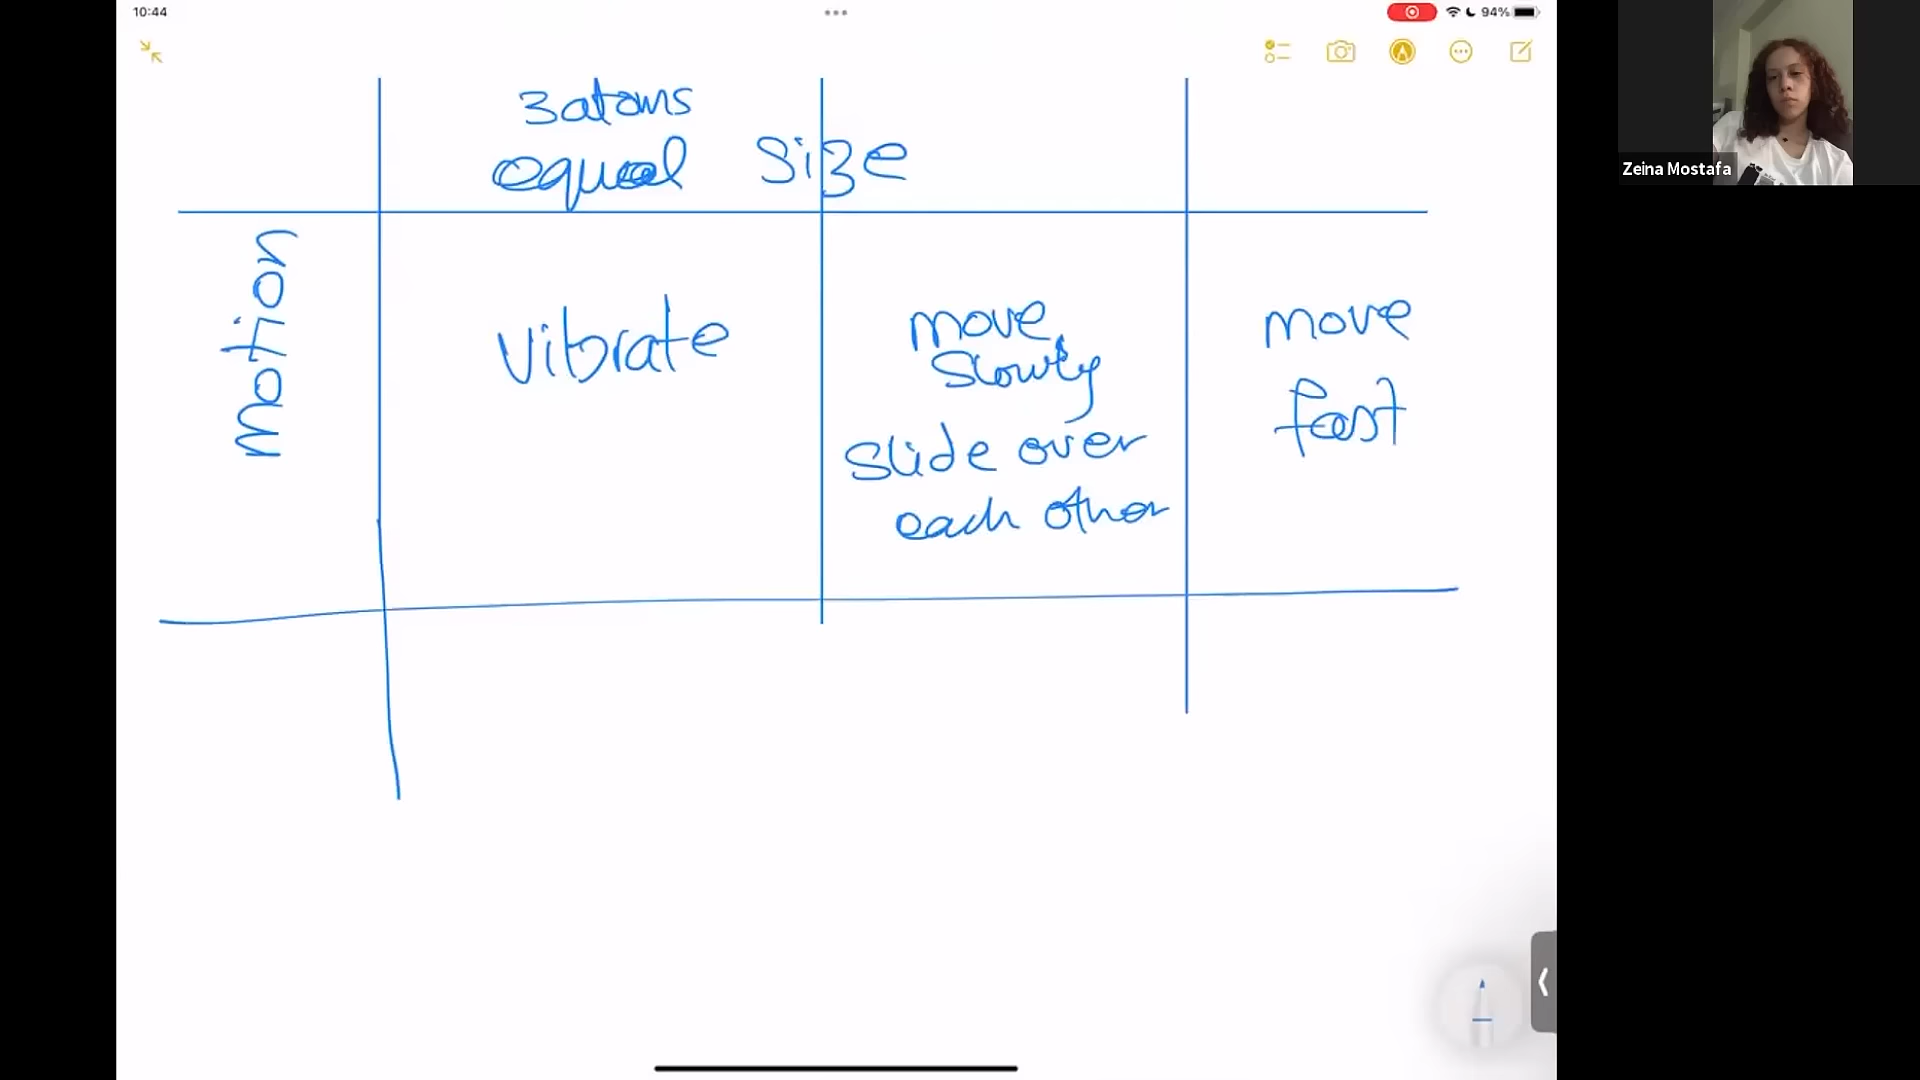 10:44
94%
3 atoms
equal size
motion
vibrate
move
slowly
slide over
each other
move
fast
Zeina Mostafa